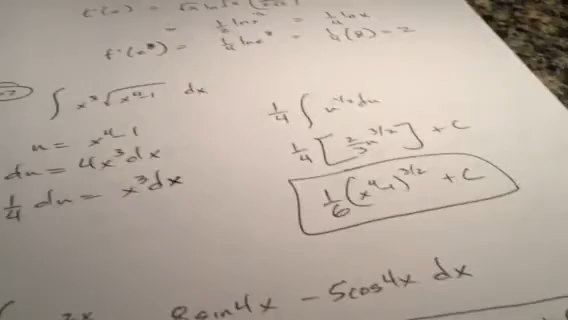 = 1/4 ln x
f'(e⁸) = 1/4 ln e⁸ = 1/4(8) = 2
∫ x³√(x⁴-1) dx
u = x⁴-1
du = 4x³dx
1/4 du = x³dx
1/4 ∫ u^(1/2) du
1/4 [2/3 u^(3/2)] + C
1/6 (x⁴-1)^(3/2) + C
8sin4x - 5cos4x dx